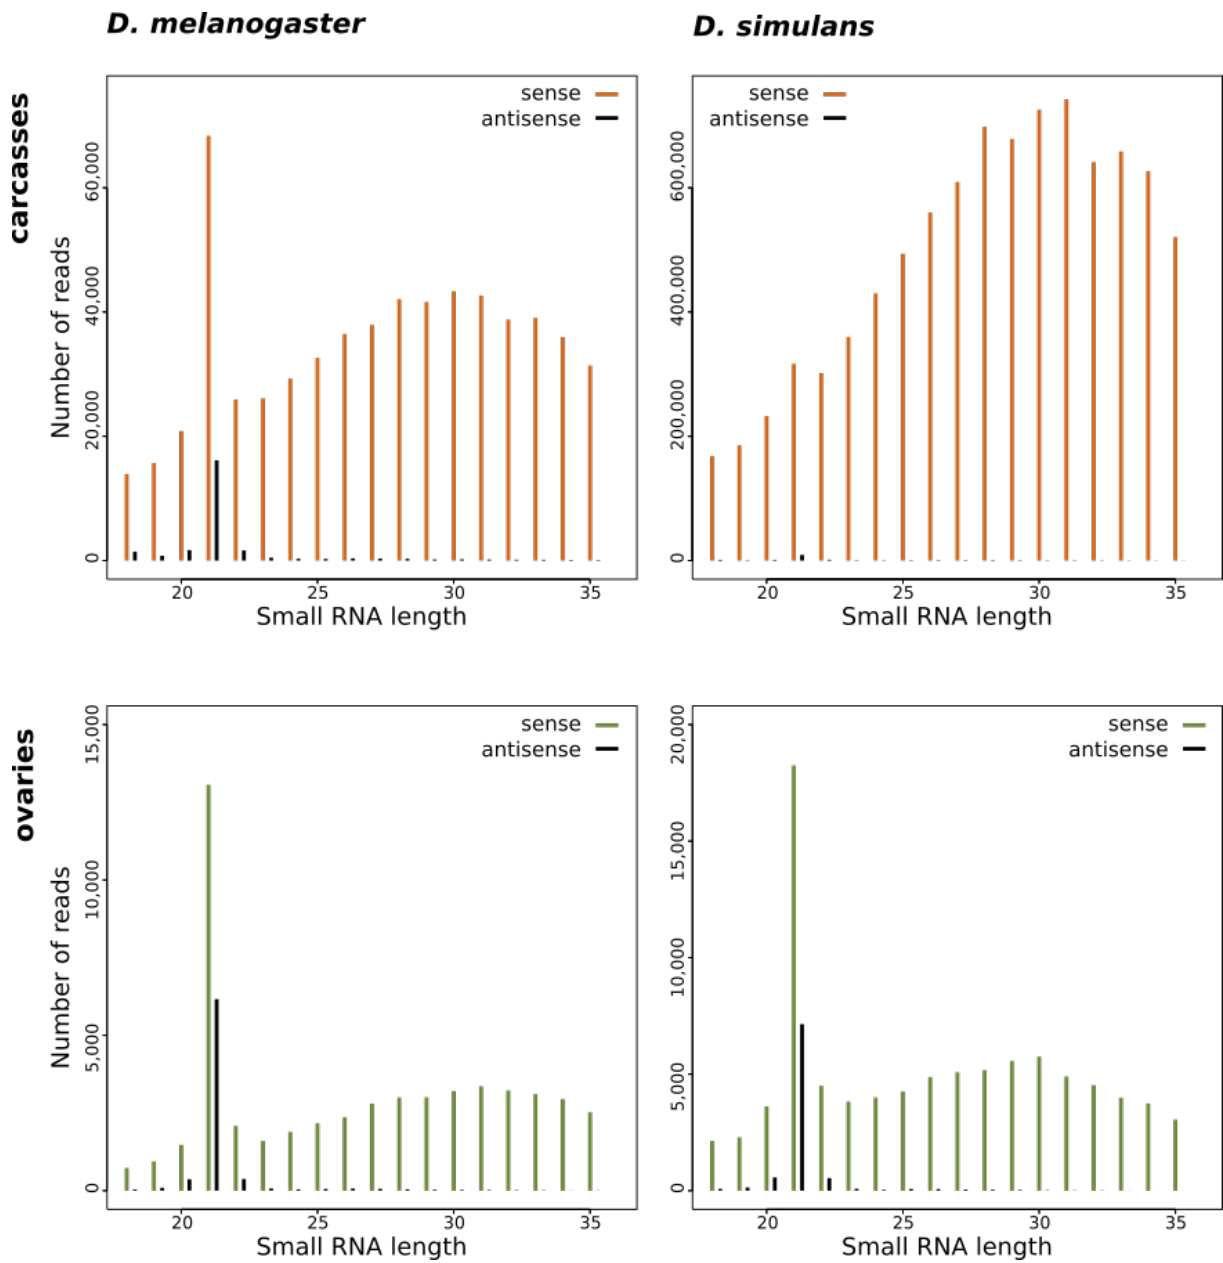 D. melanogaster
D. simulans
carcasses
Number of reads
60,000
40,000
20,000
0
sense
antisense
20 25 30 35
Small RNA length
600,000
400,000
200,000
0
sense
antisense
20 25 30 35
Small RNA length
ovaries
Number of reads
15,000
10,000
5,000
0
sense
antisense
20 25 30 35
Small RNA length
20,000
15,000
10,000
5,000
0
sense
antisense
20 25 30 35
Small RNA length